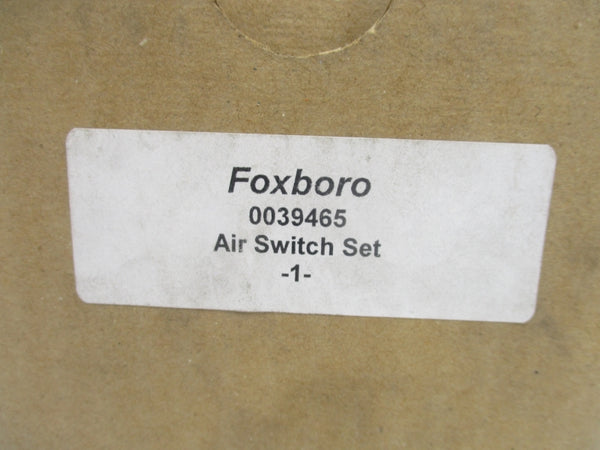 Foxboro
0039465
Air Switch Set
-1-